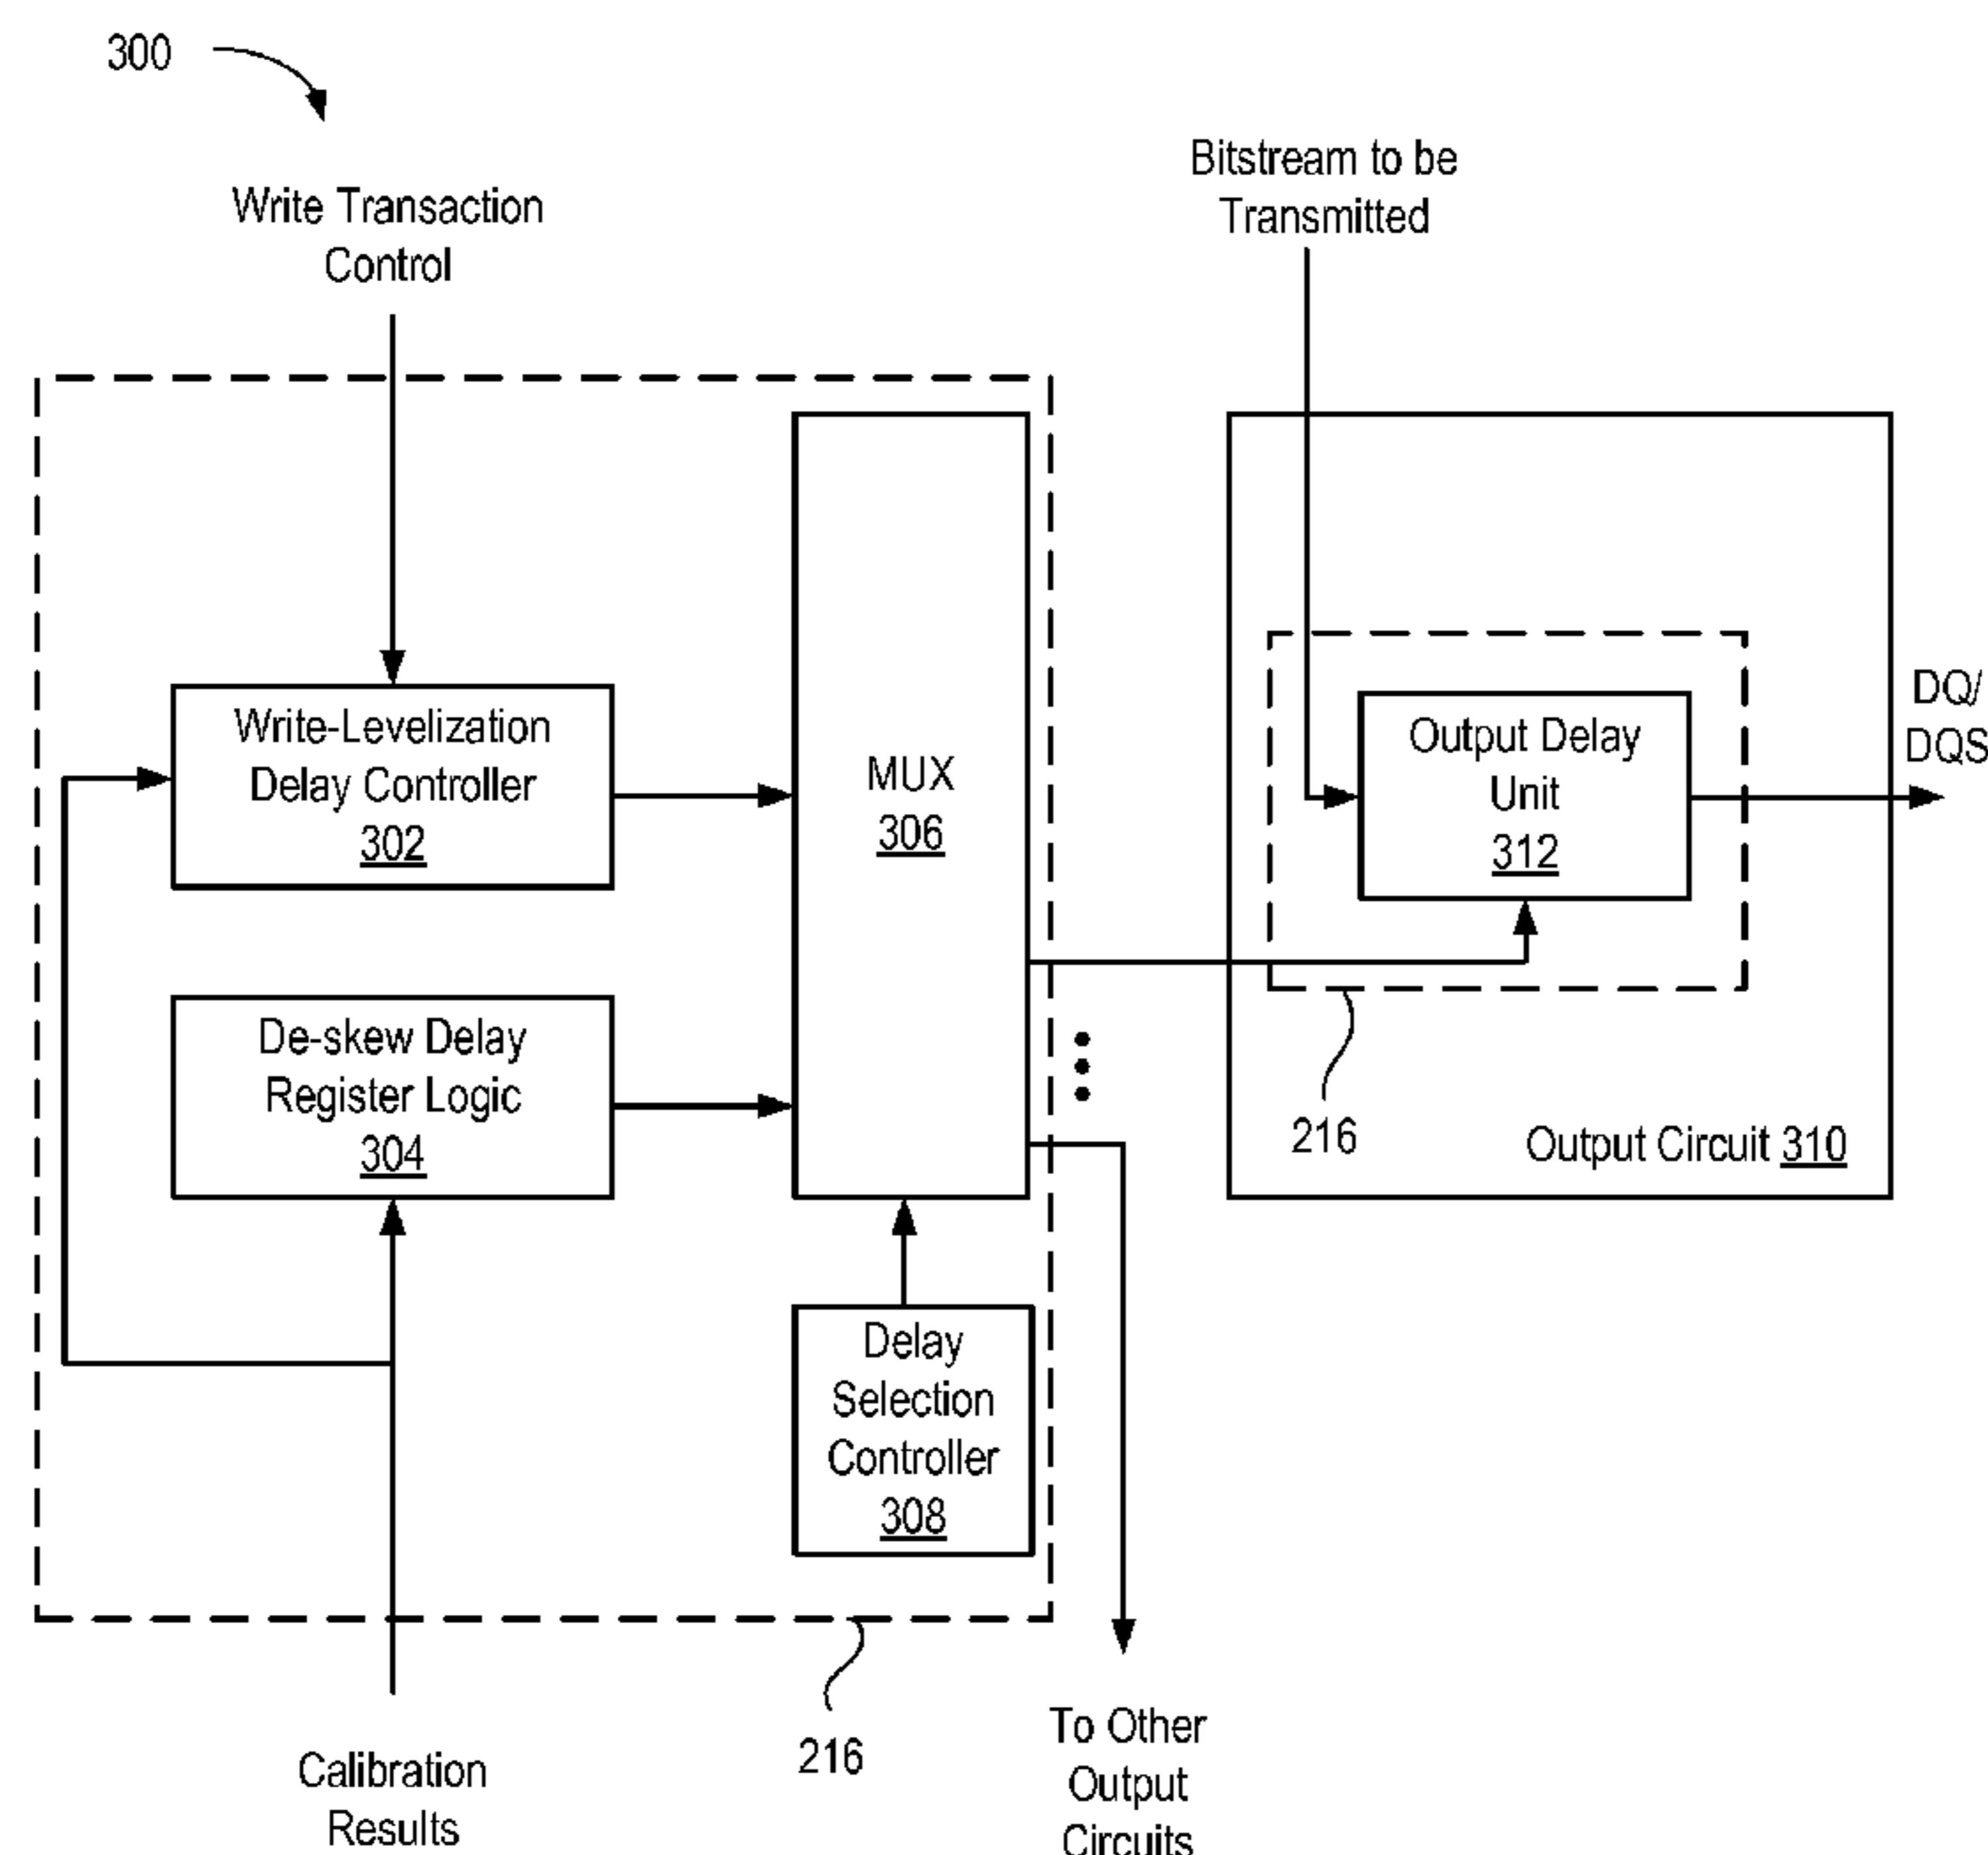 300
Write Transaction
Control
Bitstream to be
Transmitted
Write-Levelization
Delay Controller
302
MUX
306
Output Delay
Unit
312
DQ/
DQS
De-skew Delay
Register Logic
304
216
Output Circuit 310
Delay
Selection
Controller
308
216
Calibration
Results
To Other
Output
Circuits